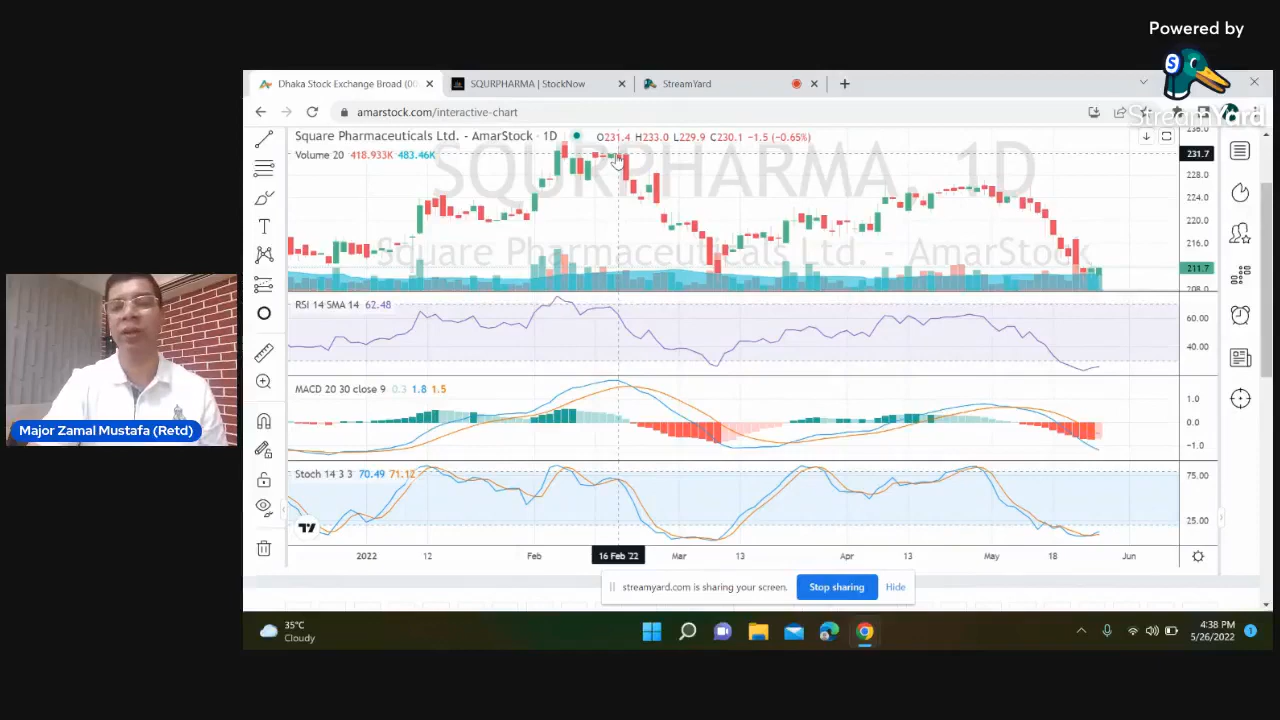 Powered by
S
StreamYard
Dhaka Stock Exchange Broad (00
SQURPHARMA | StockNow
StreamYard
amarstock.com/interactive-chart
Square Pharmaceuticals Ltd. - AmarStock · 1D O231.4 H233.0 L229.9 C230.1 −1.5 (−0.65%)
Volume 20 418.933K 483.46K
SQURPHARMA, 1D
Square Pharmaceuticals Ltd. - AmarStock
236.0
231.7
228.0
224.0
220.0
216.0
211.7
208.0
RSI 14 SMA 14 62.48
60.00
40.00
MACD 20 30 close 9 0.3 1.8 1.5
1.0
0.0
−1.0
Stoch 14 3 3 70.49 71.12
75.00
25.00
2022 12 Feb 16 Feb '22 Mar 13 Apr 13 May 18 Jun
Major Zamal Mustafa (Retd)
streamyard.com is sharing your screen. Stop sharing Hide
35°C
Cloudy
4:38 PM
5/26/2022
1